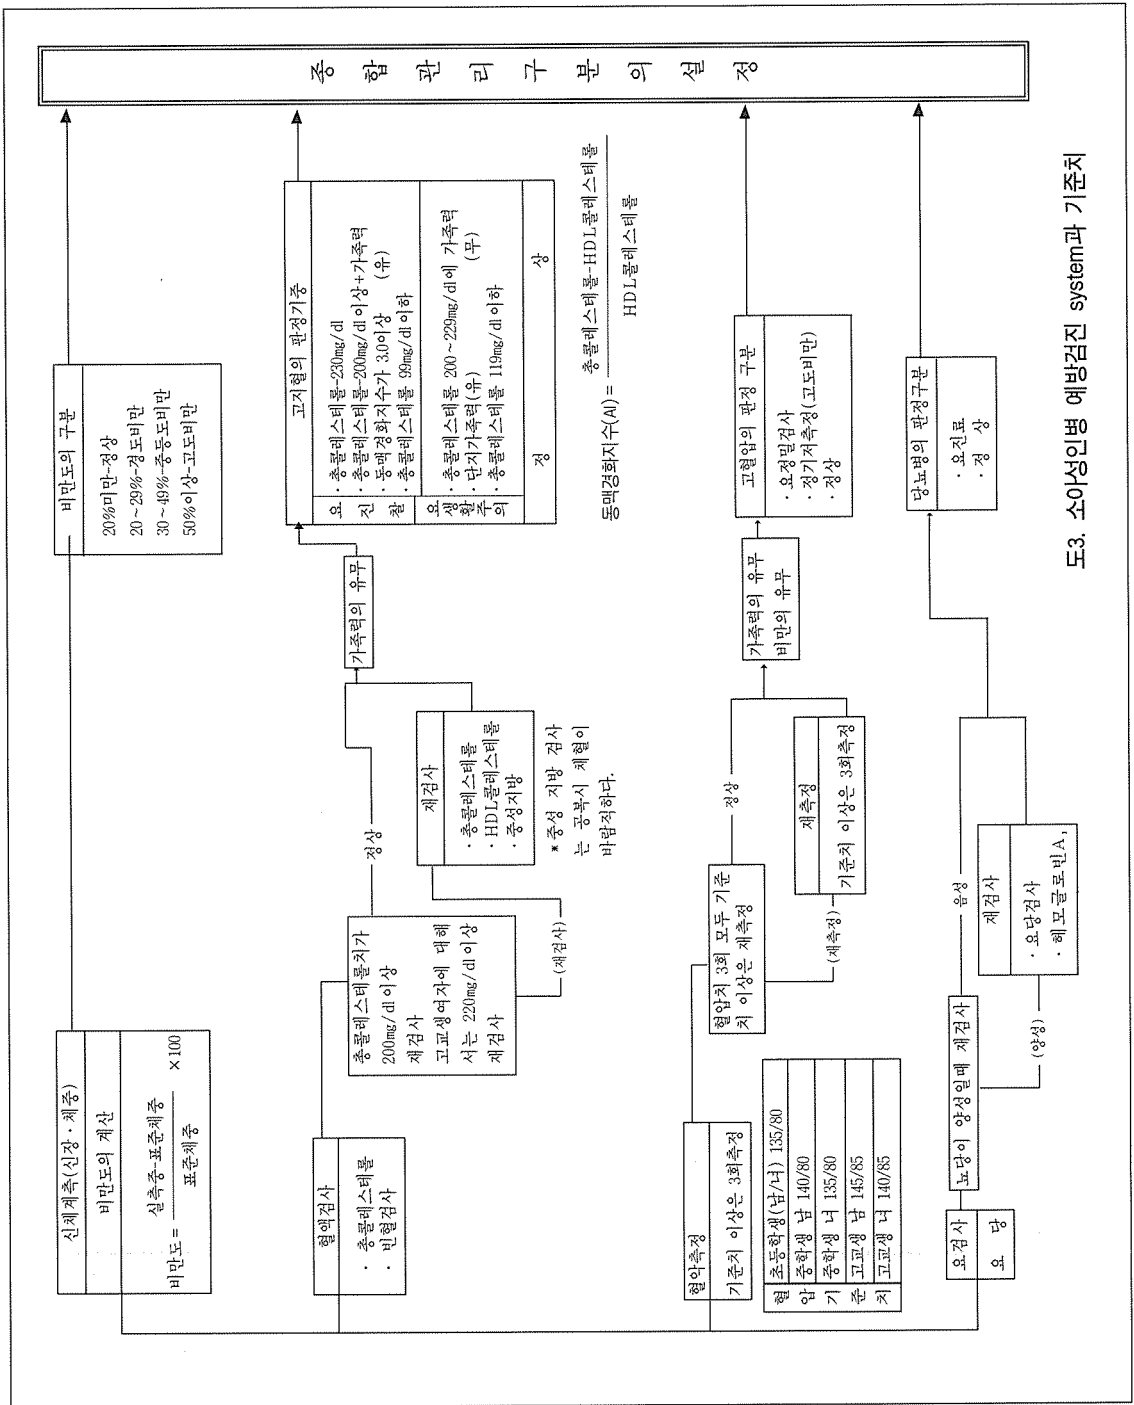 종합관리구분의설정
신체계측(신장·체중)
비만도의 계산
비만도= 실측중-표준체중 ×100
표준체중
비만도의 구분
20%미만-정상
20~29%-경도비만
30~49%-중등도비만
50%이상-고도비만
혈액검사
· 총콜레스테롤
· 빈혈검사
총콜레스테롤치가
200mg/dl이상
재검사
고교생여자에 대해
서는 220mg/dl이상
재검사
정상
(재검사)
재검사
· 총콜레스테롤
· HDL콜레스테롤
· 중성지방
* 중성 지방 검사
는 공복시 채혈이
바람직하다.
가족력의 유무
고지혈의 판정기중
요진찰
· 총콜레스테롤-230mg/dl
· 총콜레스테롤-200mg/dl이상+가족력
(유)
· 동맥경화지수가 3.0이상
· 총콜레스테롤 99mg/dl이하
요생활주의
· 총콜레스테롤 200~229mg/dl에 가족력
(무)
· 단지가족력(유)
· 총콜레스테롤 119mg/dl이하
정 상
동맥경화지수(AI)= 총콜레스테롤-HDL콜레스테롤
HDL콜레스테롤
혈악측정
기준치 이상은 3회측정
혈압기준치
초등학생(남/녀) 135/80
중학생 남 140/80
중학생 녀 135/80
고교생 남 145/85
고교생 녀 140/85
혈압치 3회 모두 기준
치 이상은 재측정
정상
(재측정)
재측정
기준치 이상은 3회측정
가족력의 유무
비만의 유무
고혈압의 판정 구분
· 요정밀검사
· 정기저측정(고도비만)
· 정상
요검사
요 당
뇨당이 양성일때 재검사
음성
(양성)
재검사
· 요당검사
· 헤모글로빈A,
당뇨병의 판정구분
· 요진료
· 정 상
도3. 소아성인병 예방검진 system과 기준치